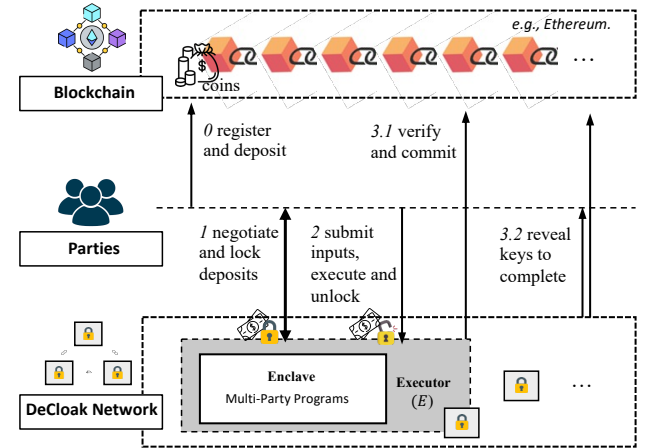 e.g., Ethereum.
$
coins
...
Blockchain
0 register
and deposit
3.1 verify
and commit
Parties
1 negotiate
and lock
deposits
2 submit
inputs,
execute and
unlock
3.2 reveal
keys to
complete
$
$
Enclave
Multi-Party Programs
Executor
(E)
...
DeCloak Network